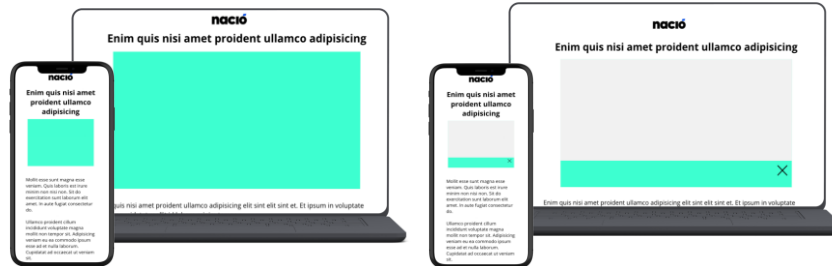 nació
Enim quis nisi amet proident ullamco adipisicing
nació
Enim quis nisi amet
proident ullamco
adipisicing
Mollit esse sunt magna esse
veniam. Quis laboris est irure
minim non nisi non. Sit do
exercitation sunt laborum elit
amet. In aute fugiat consectetur
do.
Ullamco proident cillum
incididunt voluptate magna
mollit non tempor sit. Adipisicing
veniam eu ea commodo ipsum
esse ad et nulla laborum.
Cupidatat ad occaecat ut veniam
sit.
quis nisi amet proident ullamco adipisicing elit sint elit sint et. Et ipsum in voluptate
nació
Enim quis nisi amet proident ullamco adipisicing
nació
Enim quis nisi amet
proident ullamco
adipisicing
Mollit esse sunt magna esse
veniam. Quis laboris est irure
minim non nisi non. Sit do
exercitation sunt laborum elit
amet. In aute fugiat consectetur
do.
Ullamco proident cillum
incididunt voluptate magna
mollit non tempor sit. Adipisicing
veniam eu ea commodo ipsum
esse ad et nulla laborum.
Cupidatat ad occaecat ut veniam
sit.
Enim quis nisi amet proident ullamco adipisicing elit sint elit sint et. Et ipsum in voluptate